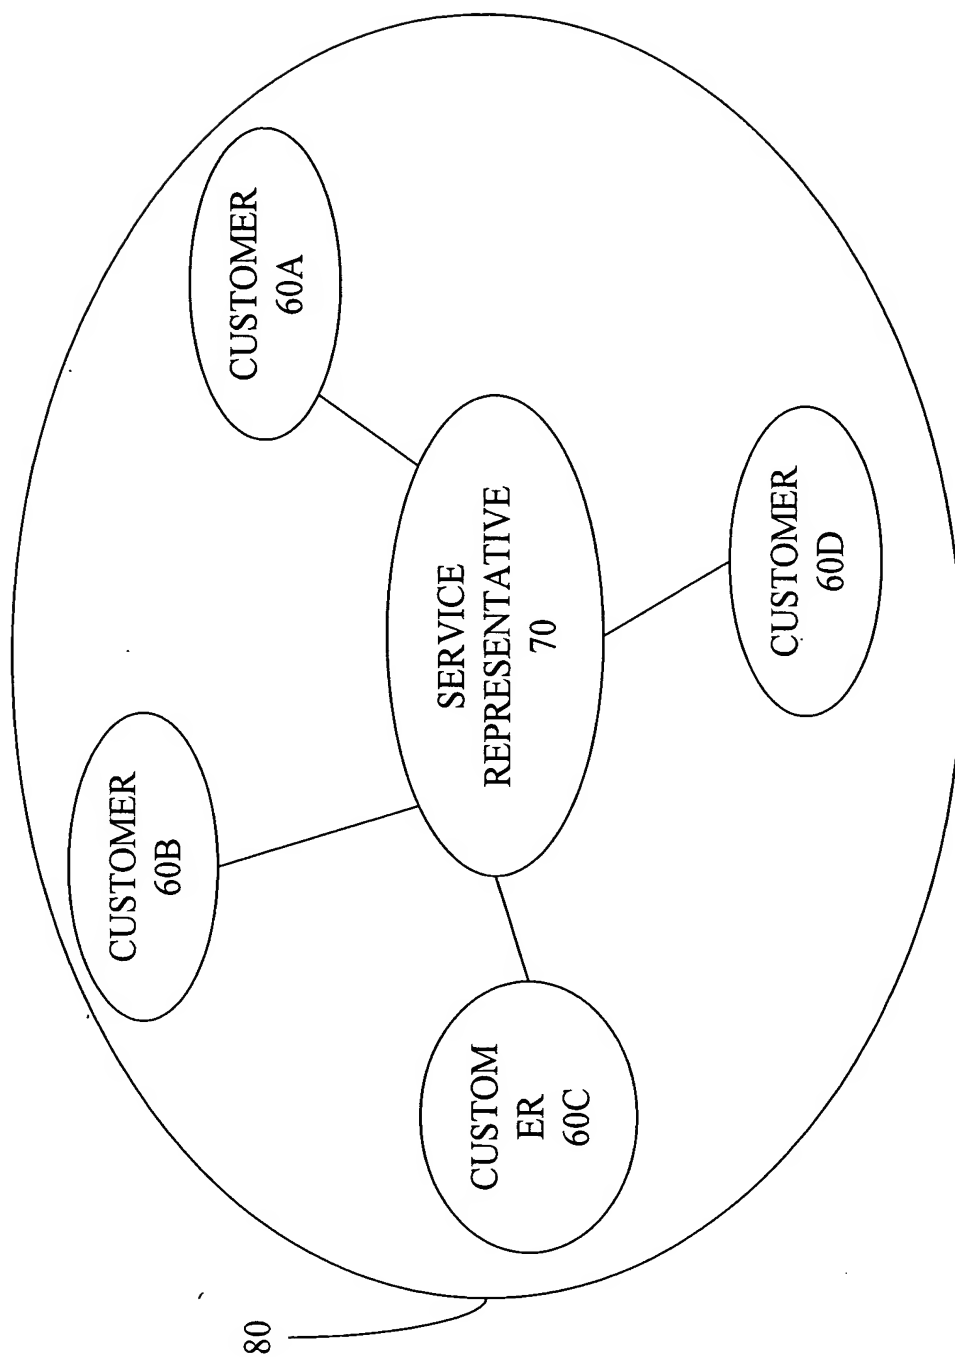 CUSTOMER
60B
CUSTOMER
60A
CUSTOM
ER
60C
SERVICE
REPRESENTATIVE
70
CUSTOMER
60D
80